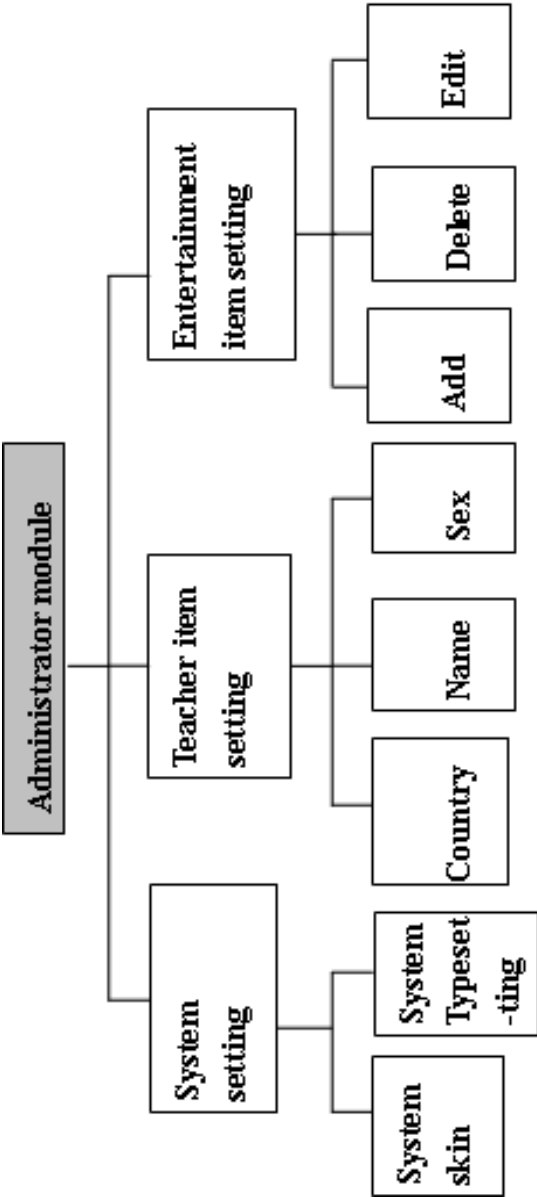 Administrator module
System
setting
Teacher item
setting
Entertainment
item setting
System
skin
System
Typeset
-ting
Country
Name
Sex
Add
Delete
Edit